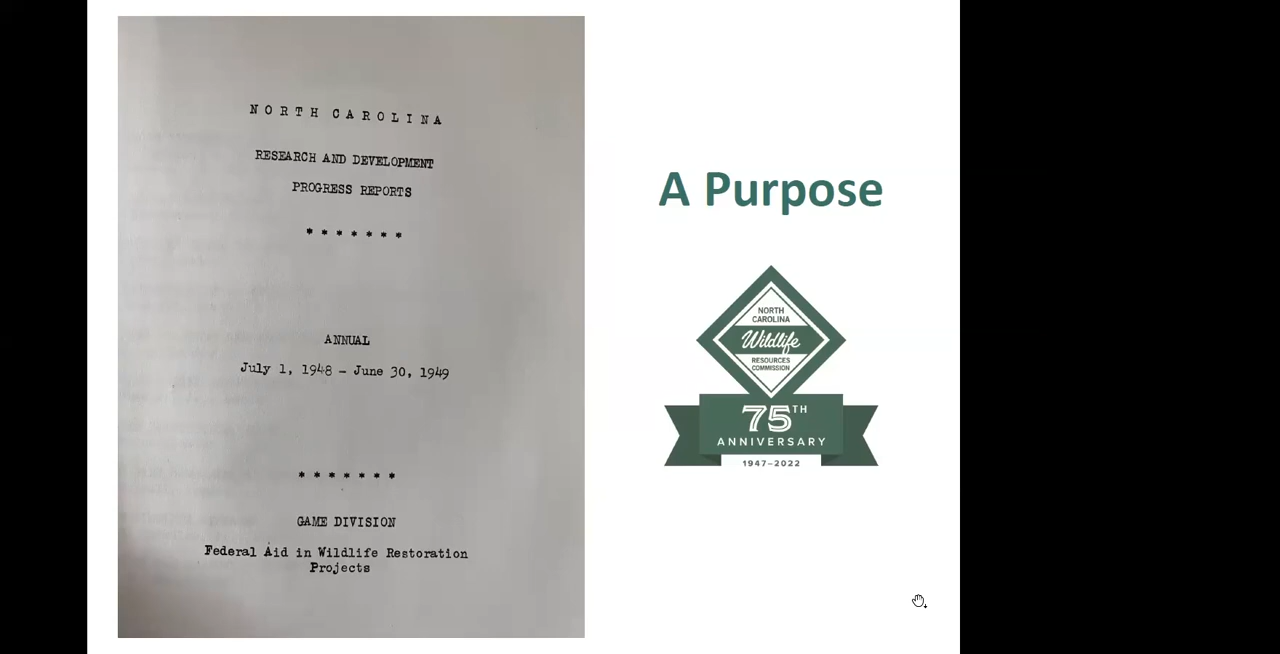 NORTH CAROLINA
RESEARCH AND DEVELOPMENT
PROGRESS REPORTS
* * * * * * *
ANNUAL
July 1, 1948 - June 30, 1949
* * * * * * *
GAME DIVISION
Federal Aid in Wildlife Restoration
Projects
A Purpose
NORTH
CAROLINA
Wildlife
RESOURCES
COMMISSION
75TH
ANNIVERSARY
1947-2022